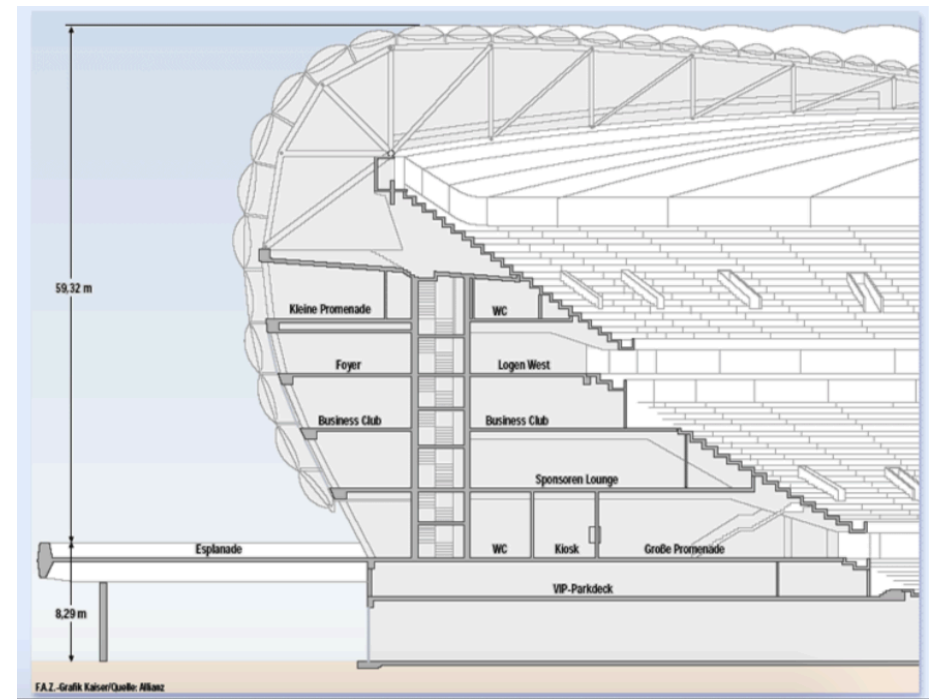 59,32 m
Kleine Promenade
WC
Foyer
Logen West
Business Club
Business Club
Sponsoren Lounge
Esplanade
WC
Kiosk
Große Promenade
VIP-Parkdeck
8,29 m
F.A.Z.-Grafik Kaiser/Quelle: Allianz